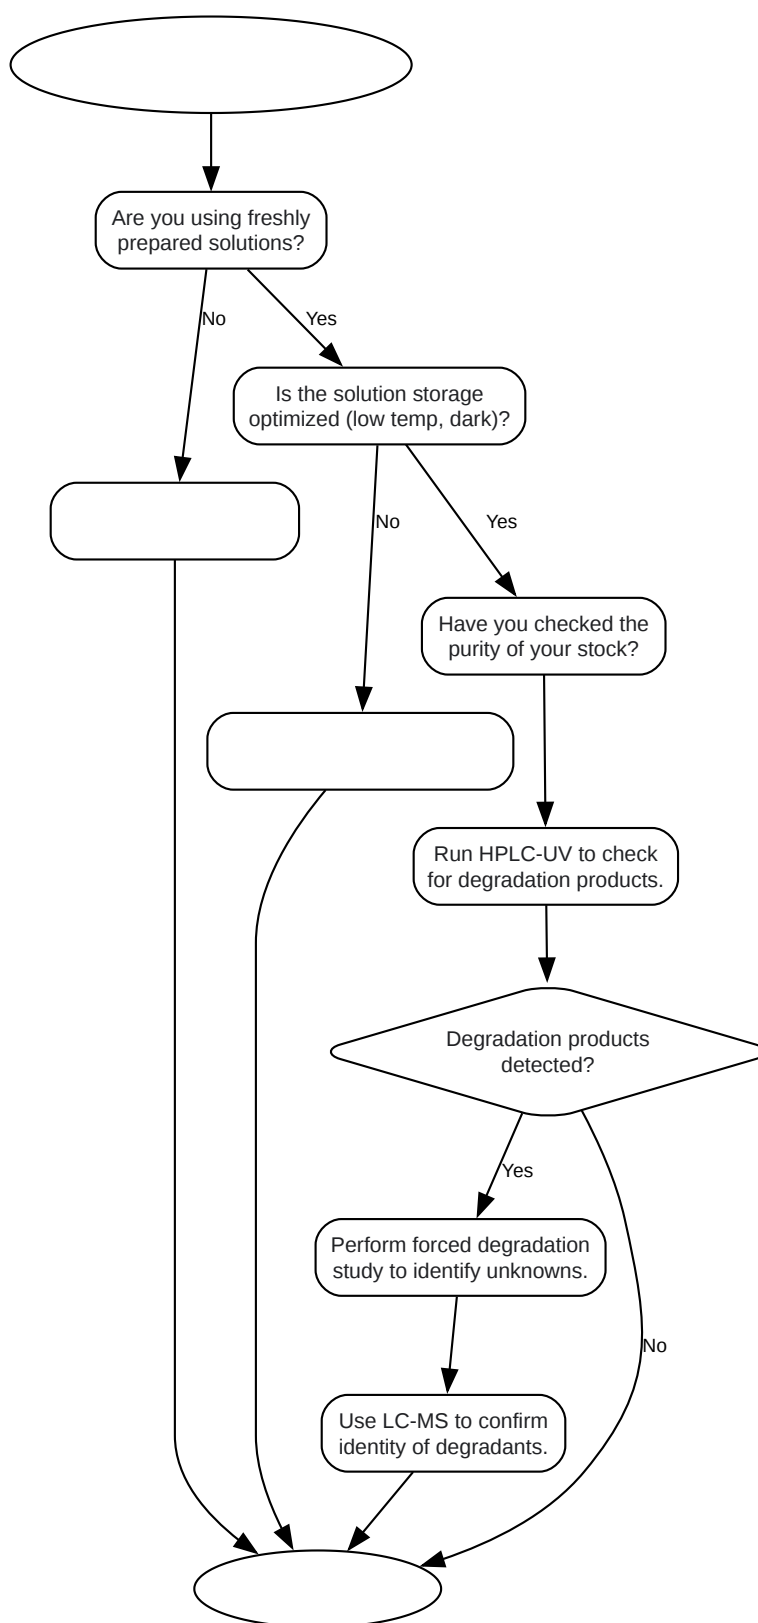 Are you using freshly
prepared solutions?
No
Yes
Is the solution storage
optimized (low temp, dark)?
No
Yes
Have you checked the
purity of your stock?
Run HPLC-UV to check
for degradation products.
Degradation products
detected?
Yes
Perform forced degradation
study to identify unknowns.
No
Use LC-MS to confirm
identity of degradants.